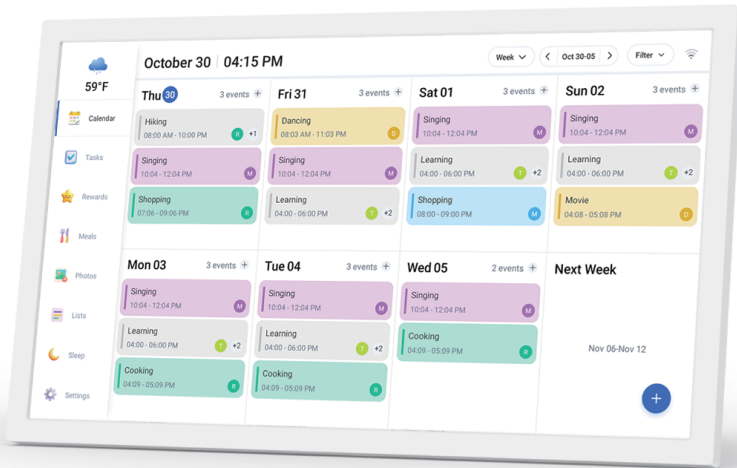 59°F
Calendar
Tasks
Rewards
Meals
Photos
Lists
Sleep
Settings
October 30 | 04:15 PM
Week
Oct 30-05
Filter
Thu 30 3 events +
Hiking
08:00 AM - 10:00 PM R +1
Singing
10:04 - 12:04 PM M
Shopping
07:06 - 09:06 PM R
Fri 31 3 events +
Dancing
08:03 AM - 11:03 PM D
Singing
10:04 - 12:04 PM M
Learning
04:00 - 06:00 PM T +2
Sat 01 3 events +
Singing
10:04 - 12:04 PM M
Learning
04:00 - 06:00 PM T +2
Shopping
08:00 - 09:00 PM M
Sun 02 3 events +
Singing
10:04 - 12:04 PM M
Learning
04:00 - 06:00 PM T +2
Movie
04:08 - 05:08 PM D
Mon 03 3 events +
Singing
10:04 - 12:04 PM M
Learning
04:00 - 06:00 PM T +2
Cooking
04:09 - 05:09 PM R
Tue 04 3 events +
Singing
10:04 - 12:04 PM M
Learning
04:00 - 06:00 PM T +2
Cooking
04:09 - 05:09 PM R
Wed 05 2 events +
Singing
10:04 - 12:04 PM M
Cooking
04:09 - 05:09 PM R
Next Week
Nov 06-Nov 12
+